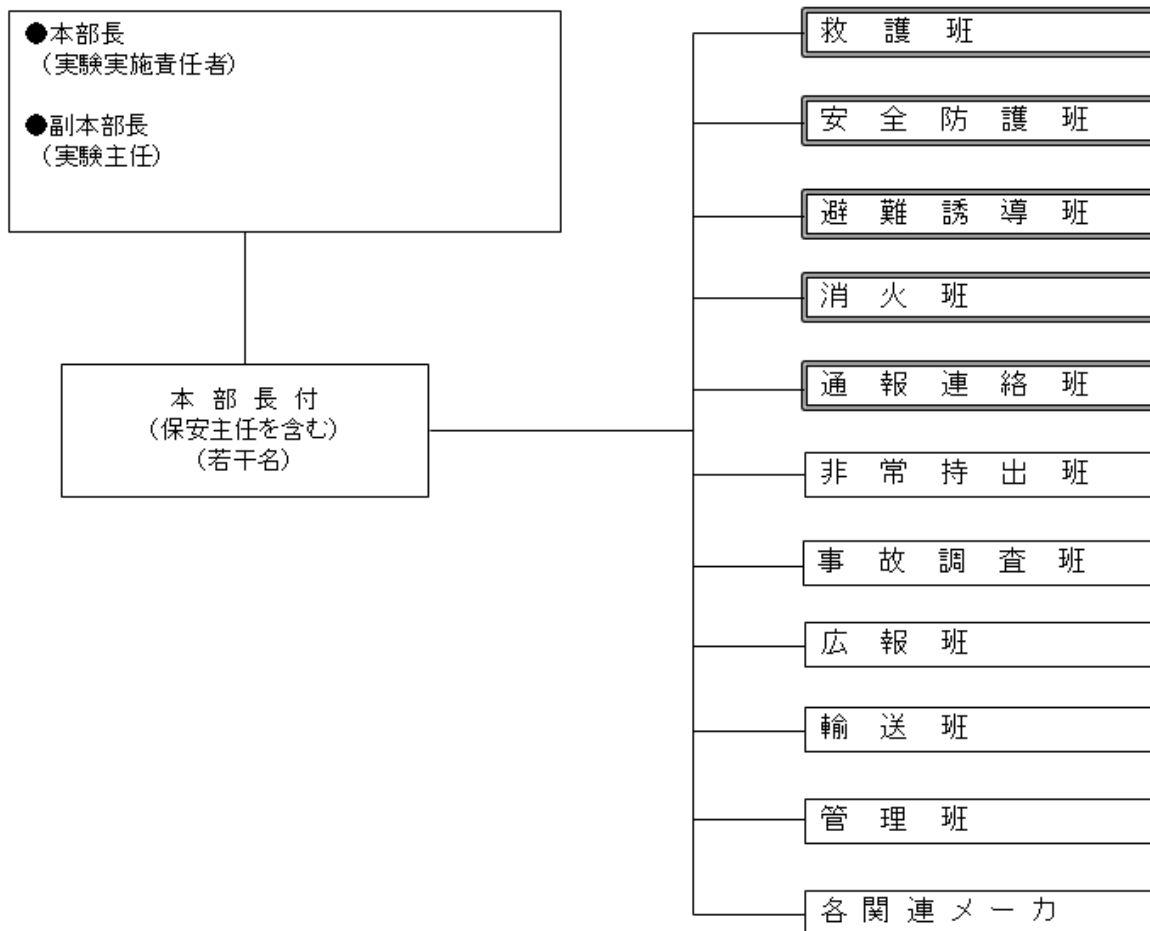 ●本部長
（実験実施責任者）
●副本部長
（実験主任）
本部長付
（保安主任を含む）
（若干名）
救護班
安全防護班
避難誘導班
消火班
通報連絡班
非常持出班
事故調査班
広報班
輸送班
管理班
各関連メーカ